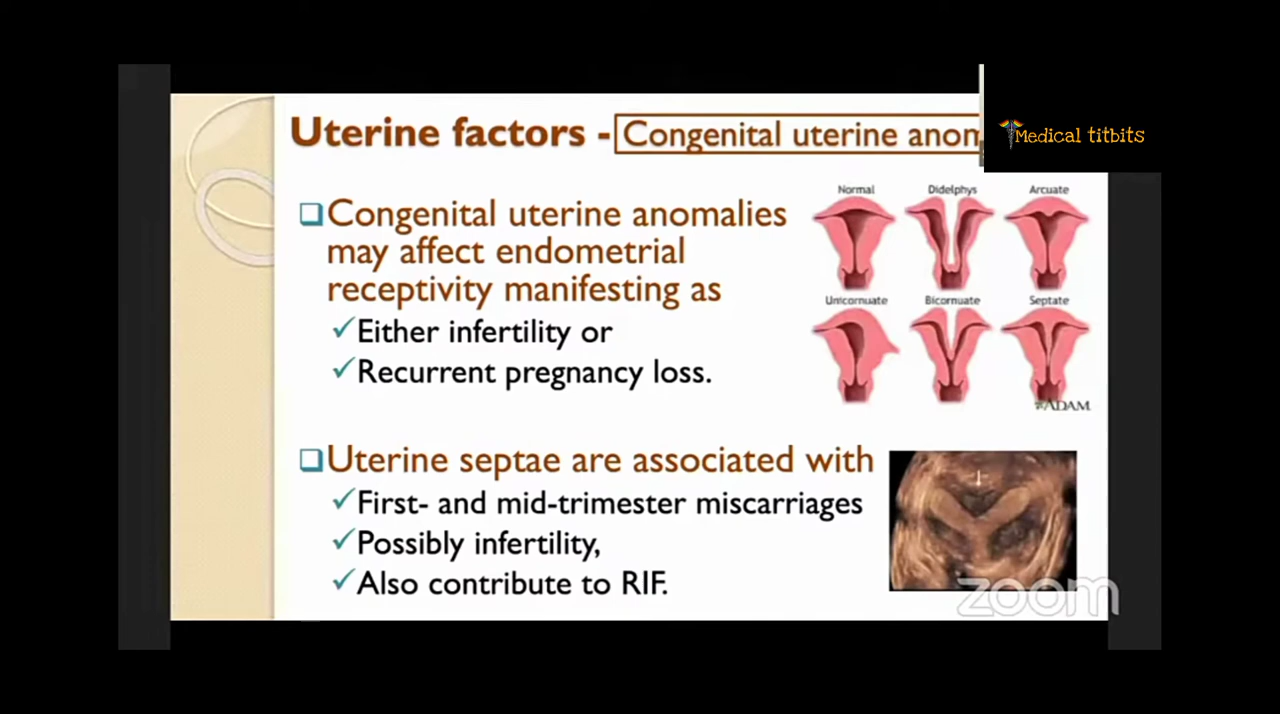 Uterine factors - Congenital uterine
Medical titbits
Congenital uterine anomalies
may affect endometrial
receptivity manifesting as
Either infertility or
Recurrent pregnancy loss.
Normal Didelphys Arcuate
Unicornuate Bicornuate Septate
ADAM
Uterine septae are associated with
First- and mid-trimester miscarriages
Possibly infertility,
Also contribute to RIF.
zoom